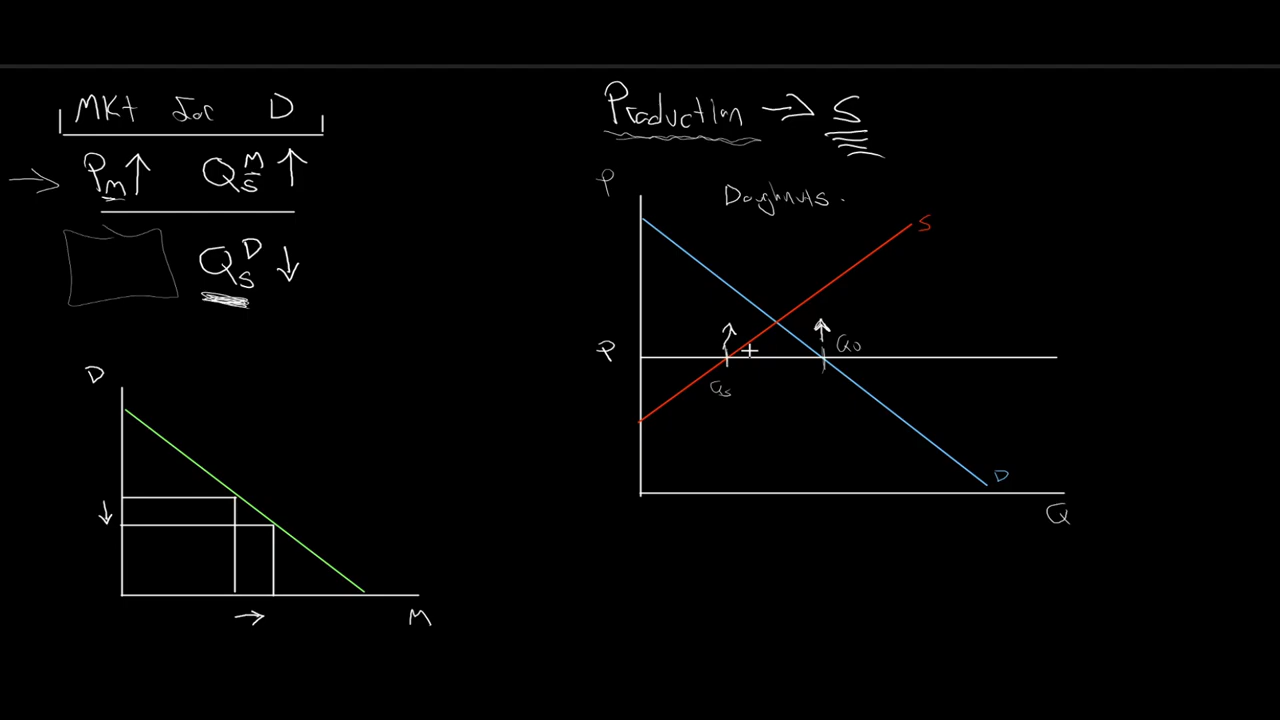 MKt for D
Pm↑ QsM↑
QsD↓
D
M
Production → S
P
Doughnuts.
S
P
QD
Qs
D
Q